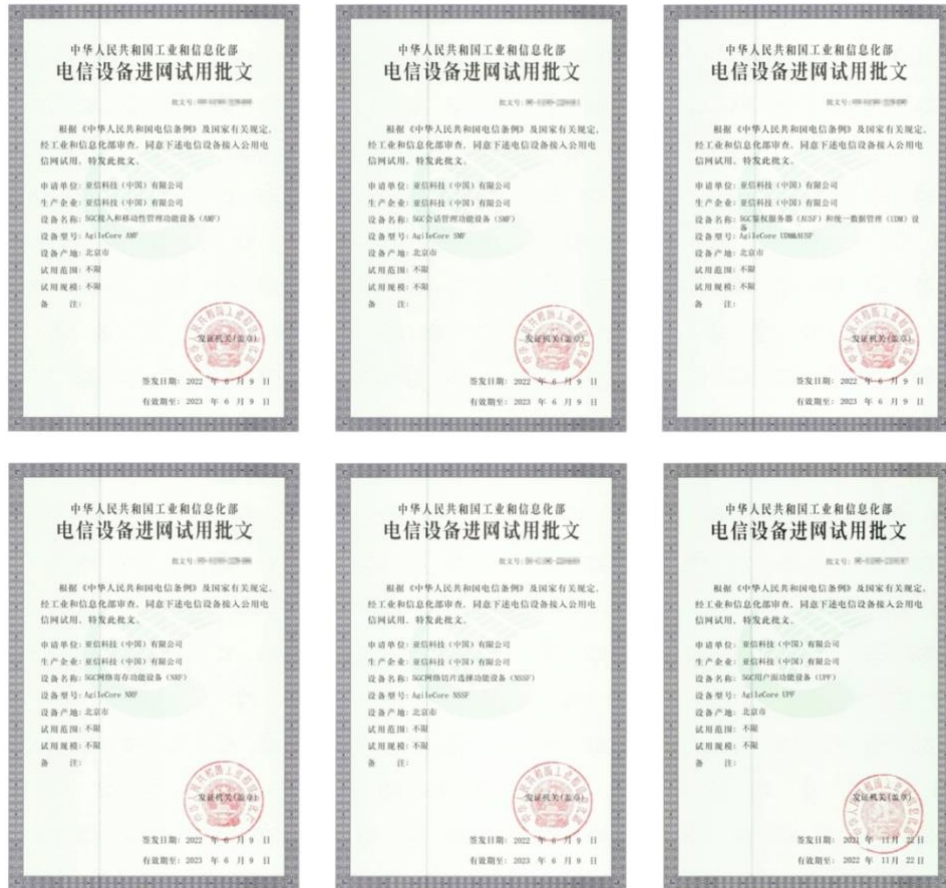 中华人民共和国工业和信息化部
电信设备进网试用批文
批文号:
根据《中华人民共和国电信条例》及国家有关规定,
经工业和信息化部审查, 同意下述电信设备接入公用电
信网试用, 特发此批文。
申请单位: 亚信科技(中国)有限公司
生产企业: 亚信科技(中国)有限公司
设备名称: 5GC接入和移动性管理功能设备(AMF)
设备型号: AgileCore AMF
设备产地: 北京市
试用范围: 不限
试用规模: 不限
备 注:
发证机关(盖章)
签发日期: 2022 年 6 月 9 日
有效期至: 2023 年 6 月 9 日
中华人民共和国工业和信息化部
电信设备进网试用批文
批文号:
根据《中华人民共和国电信条例》及国家有关规定,
经工业和信息化部审查, 同意下述电信设备接入公用电
信网试用, 特发此批文。
申请单位: 亚信科技(中国)有限公司
生产企业: 亚信科技(中国)有限公司
设备名称: 5GC会话管理功能设备(SMF)
设备型号: AgileCore SMF
设备产地: 北京市
试用范围: 不限
试用规模: 不限
备 注:
发证机关(盖章)
签发日期: 2022 年 6 月 9 日
有效期至: 2023 年 6 月 9 日
中华人民共和国工业和信息化部
电信设备进网试用批文
批文号:
根据《中华人民共和国电信条例》及国家有关规定,
经工业和信息化部审查, 同意下述电信设备接入公用电
信网试用, 特发此批文。
申请单位: 亚信科技(中国)有限公司
生产企业: 亚信科技(中国)有限公司
设备名称: 5GC鉴权服务器(AUSF)和统一数据管理(UDM)设
备
设备型号: AgileCore UDM&AUSF
设备产地: 北京市
试用范围: 不限
试用规模: 不限
备 注:
发证机关(盖章)
签发日期: 2022 年 6 月 9 日
有效期至: 2023 年 6 月 9 日
中华人民共和国工业和信息化部
电信设备进网试用批文
批文号:
根据《中华人民共和国电信条例》及国家有关规定,
经工业和信息化部审查, 同意下述电信设备接入公用电
信网试用, 特发此批文。
申请单位: 亚信科技(中国)有限公司
生产企业: 亚信科技(中国)有限公司
设备名称: 5GC网络寄存功能设备(NRF)
设备型号: AgileCore NRF
设备产地: 北京市
试用范围: 不限
试用规模: 不限
备 注:
发证机关(盖章)
签发日期: 2022 年 6 月 9 日
有效期至: 2023 年 6 月 9 日
中华人民共和国工业和信息化部
电信设备进网试用批文
批文号:
根据《中华人民共和国电信条例》及国家有关规定,
经工业和信息化部审查, 同意下述电信设备接入公用电
信网试用, 特发此批文。
申请单位: 亚信科技(中国)有限公司
生产企业: 亚信科技(中国)有限公司
设备名称: 5GC网络切片选择功能设备(NSSF)
设备型号: AgileCore NSSF
设备产地: 北京市
试用范围: 不限
试用规模: 不限
备 注:
发证机关(盖章)
签发日期: 2022 年 6 月 9 日
有效期至: 2023 年 6 月 9 日
中华人民共和国工业和信息化部
电信设备进网试用批文
批文号:
根据《中华人民共和国电信条例》及国家有关规定,
经工业和信息化部审查, 同意下述电信设备接入公用电
信网试用, 特发此批文。
申请单位: 亚信科技(中国)有限公司
生产企业: 亚信科技(中国)有限公司
设备名称: 5GC用户面功能设备(UPF)
设备型号: AgileCore UPF
设备产地: 北京市
试用范围: 不限
试用规模: 不限
备 注:
发证机关(盖章)
签发日期: 2021 年 11月 22日
有效期至: 2022 年 11月 22日